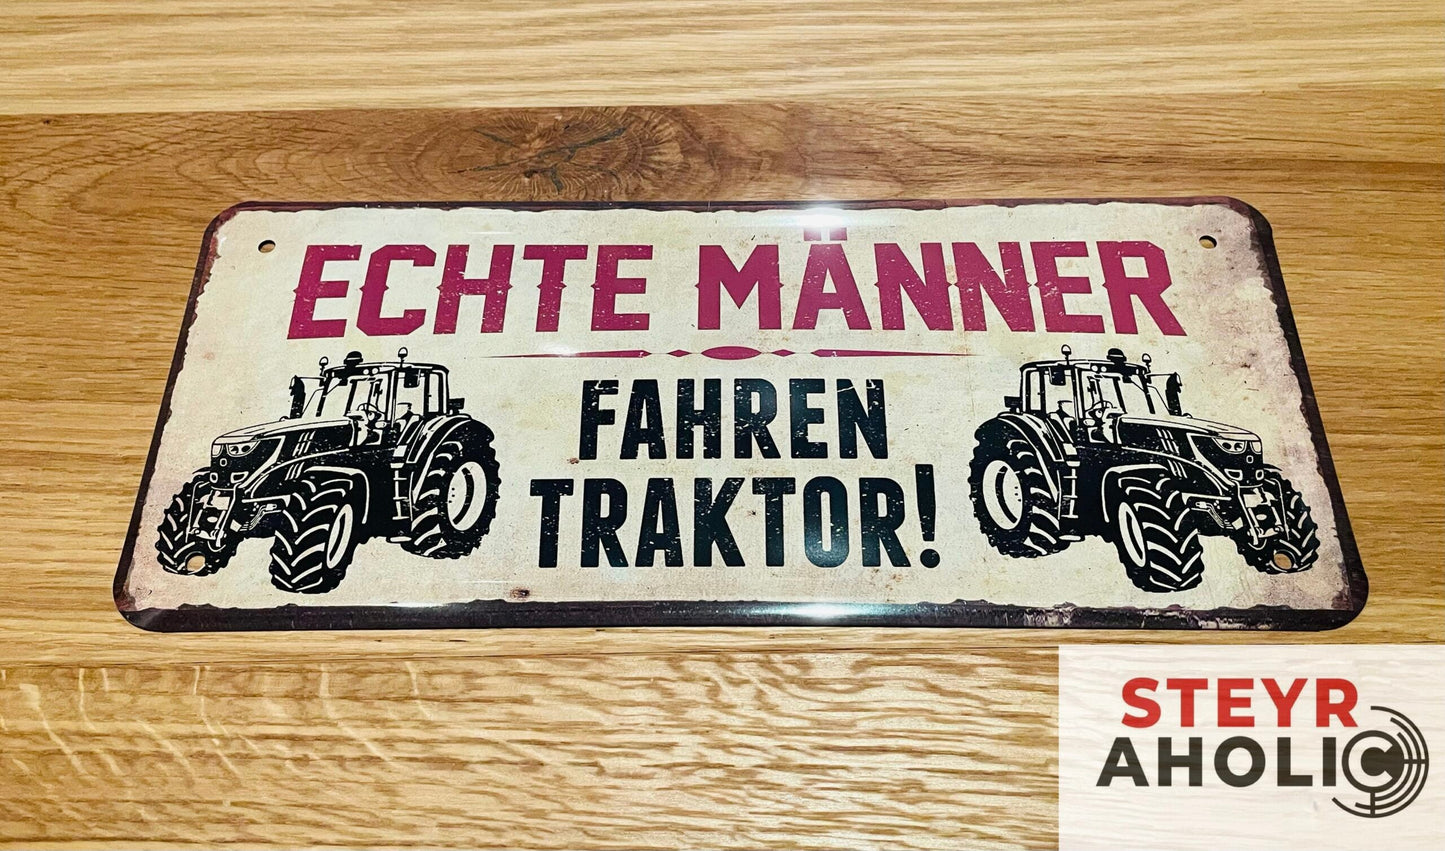 ECHTE MÄNNER
FAHREN
TRAKTOR!
STEYR
AHOLIC